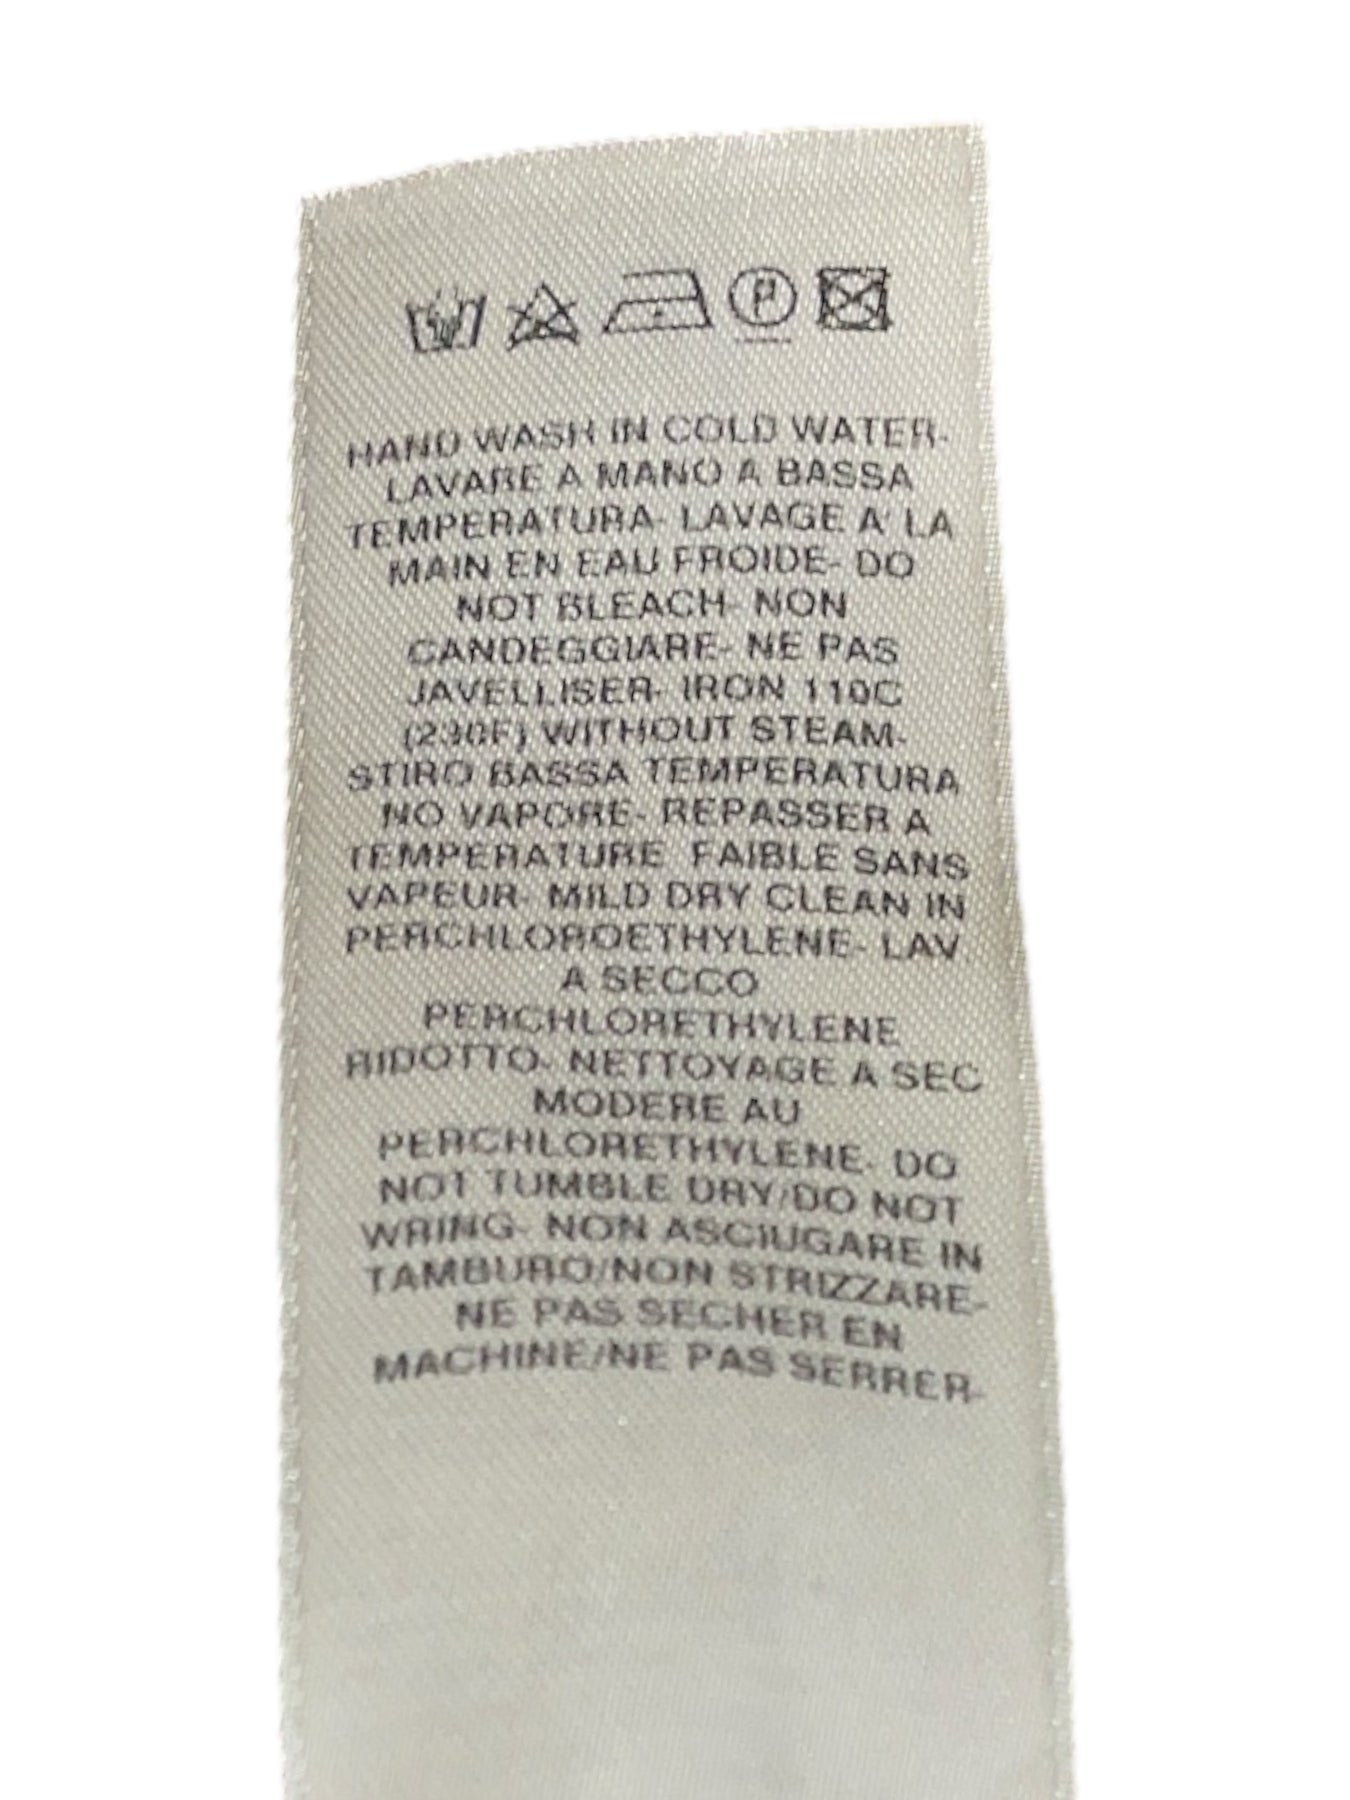 P
HAND WASH IN COLD WATER-
LAVARE A MANO A BASSA
TEMPERATURA- LAVAGE A' LA
MAIN EN EAU FROIDE- DO
NOT BLEACH- NON
CANDEGGIARE- NE PAS
JAVELLISER- IRON 110C
(230F) WITHOUT STEAM-
STIRO BASSA TEMPERATURA
NO VAPORE- REPASSER A
TEMPERATURE FAIBLE SANS
VAPEUR- MILD DRY CLEAN IN
PERCHLOROETHYLENE- LAV.
A SECCO
PERCHLORETHYLENE
RIDOTTO- NETTOYAGE A SEC
MODERE AU
PERCHLORETHYLENE- DO
NOT TUMBLE DRY/DO NOT
WRING- NON ASCIUGARE IN
TAMBURO/NON STRIZZARE-
NE PAS SECHER EN
MACHINE/NE PAS SERRER-